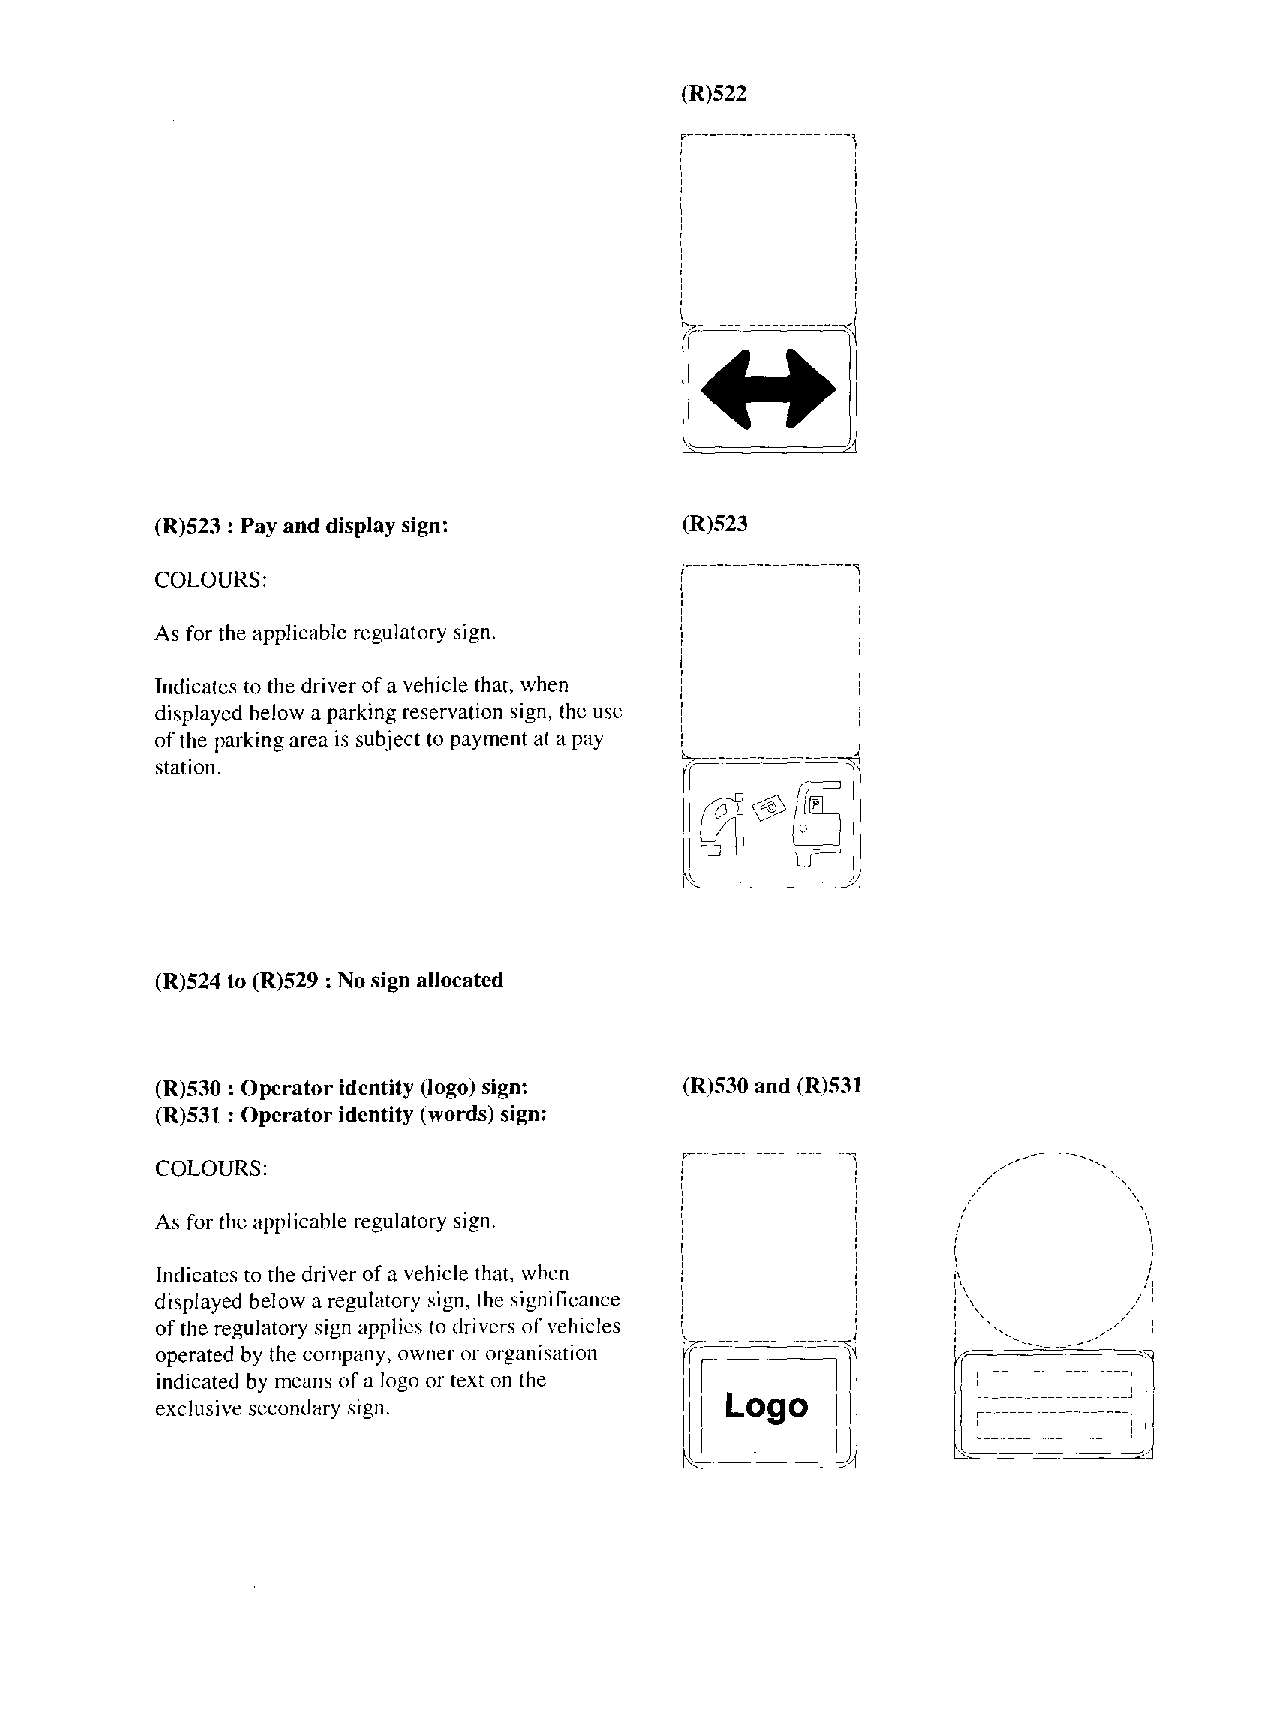 (R)522
(R)523 : Pay and display sign:
(R)523
COLOURS:
As for the applicable regulatory sign.
Indicates to the driver of a vehicle that, when
displayed below a parking reservation sign, the use
of the parking area is subject to payment at a pay
station.
P
(R)524 to (R)529 : No sign allocated
(R)530 : Operator identity (logo) sign:
(R)531 : Operator identity (words) sign:
(R)530 and (R)531
COLOURS:
As for the applicable regulatory sign.
Indicates to the driver of a vehicle that, when
displayed below a regulatory sign, the significance
of the regulatory sign applies to drivers of vehicles
operated by the company, owner or organisation
indicated by means of a logo or text on the
exclusive secondary sign.
Logo